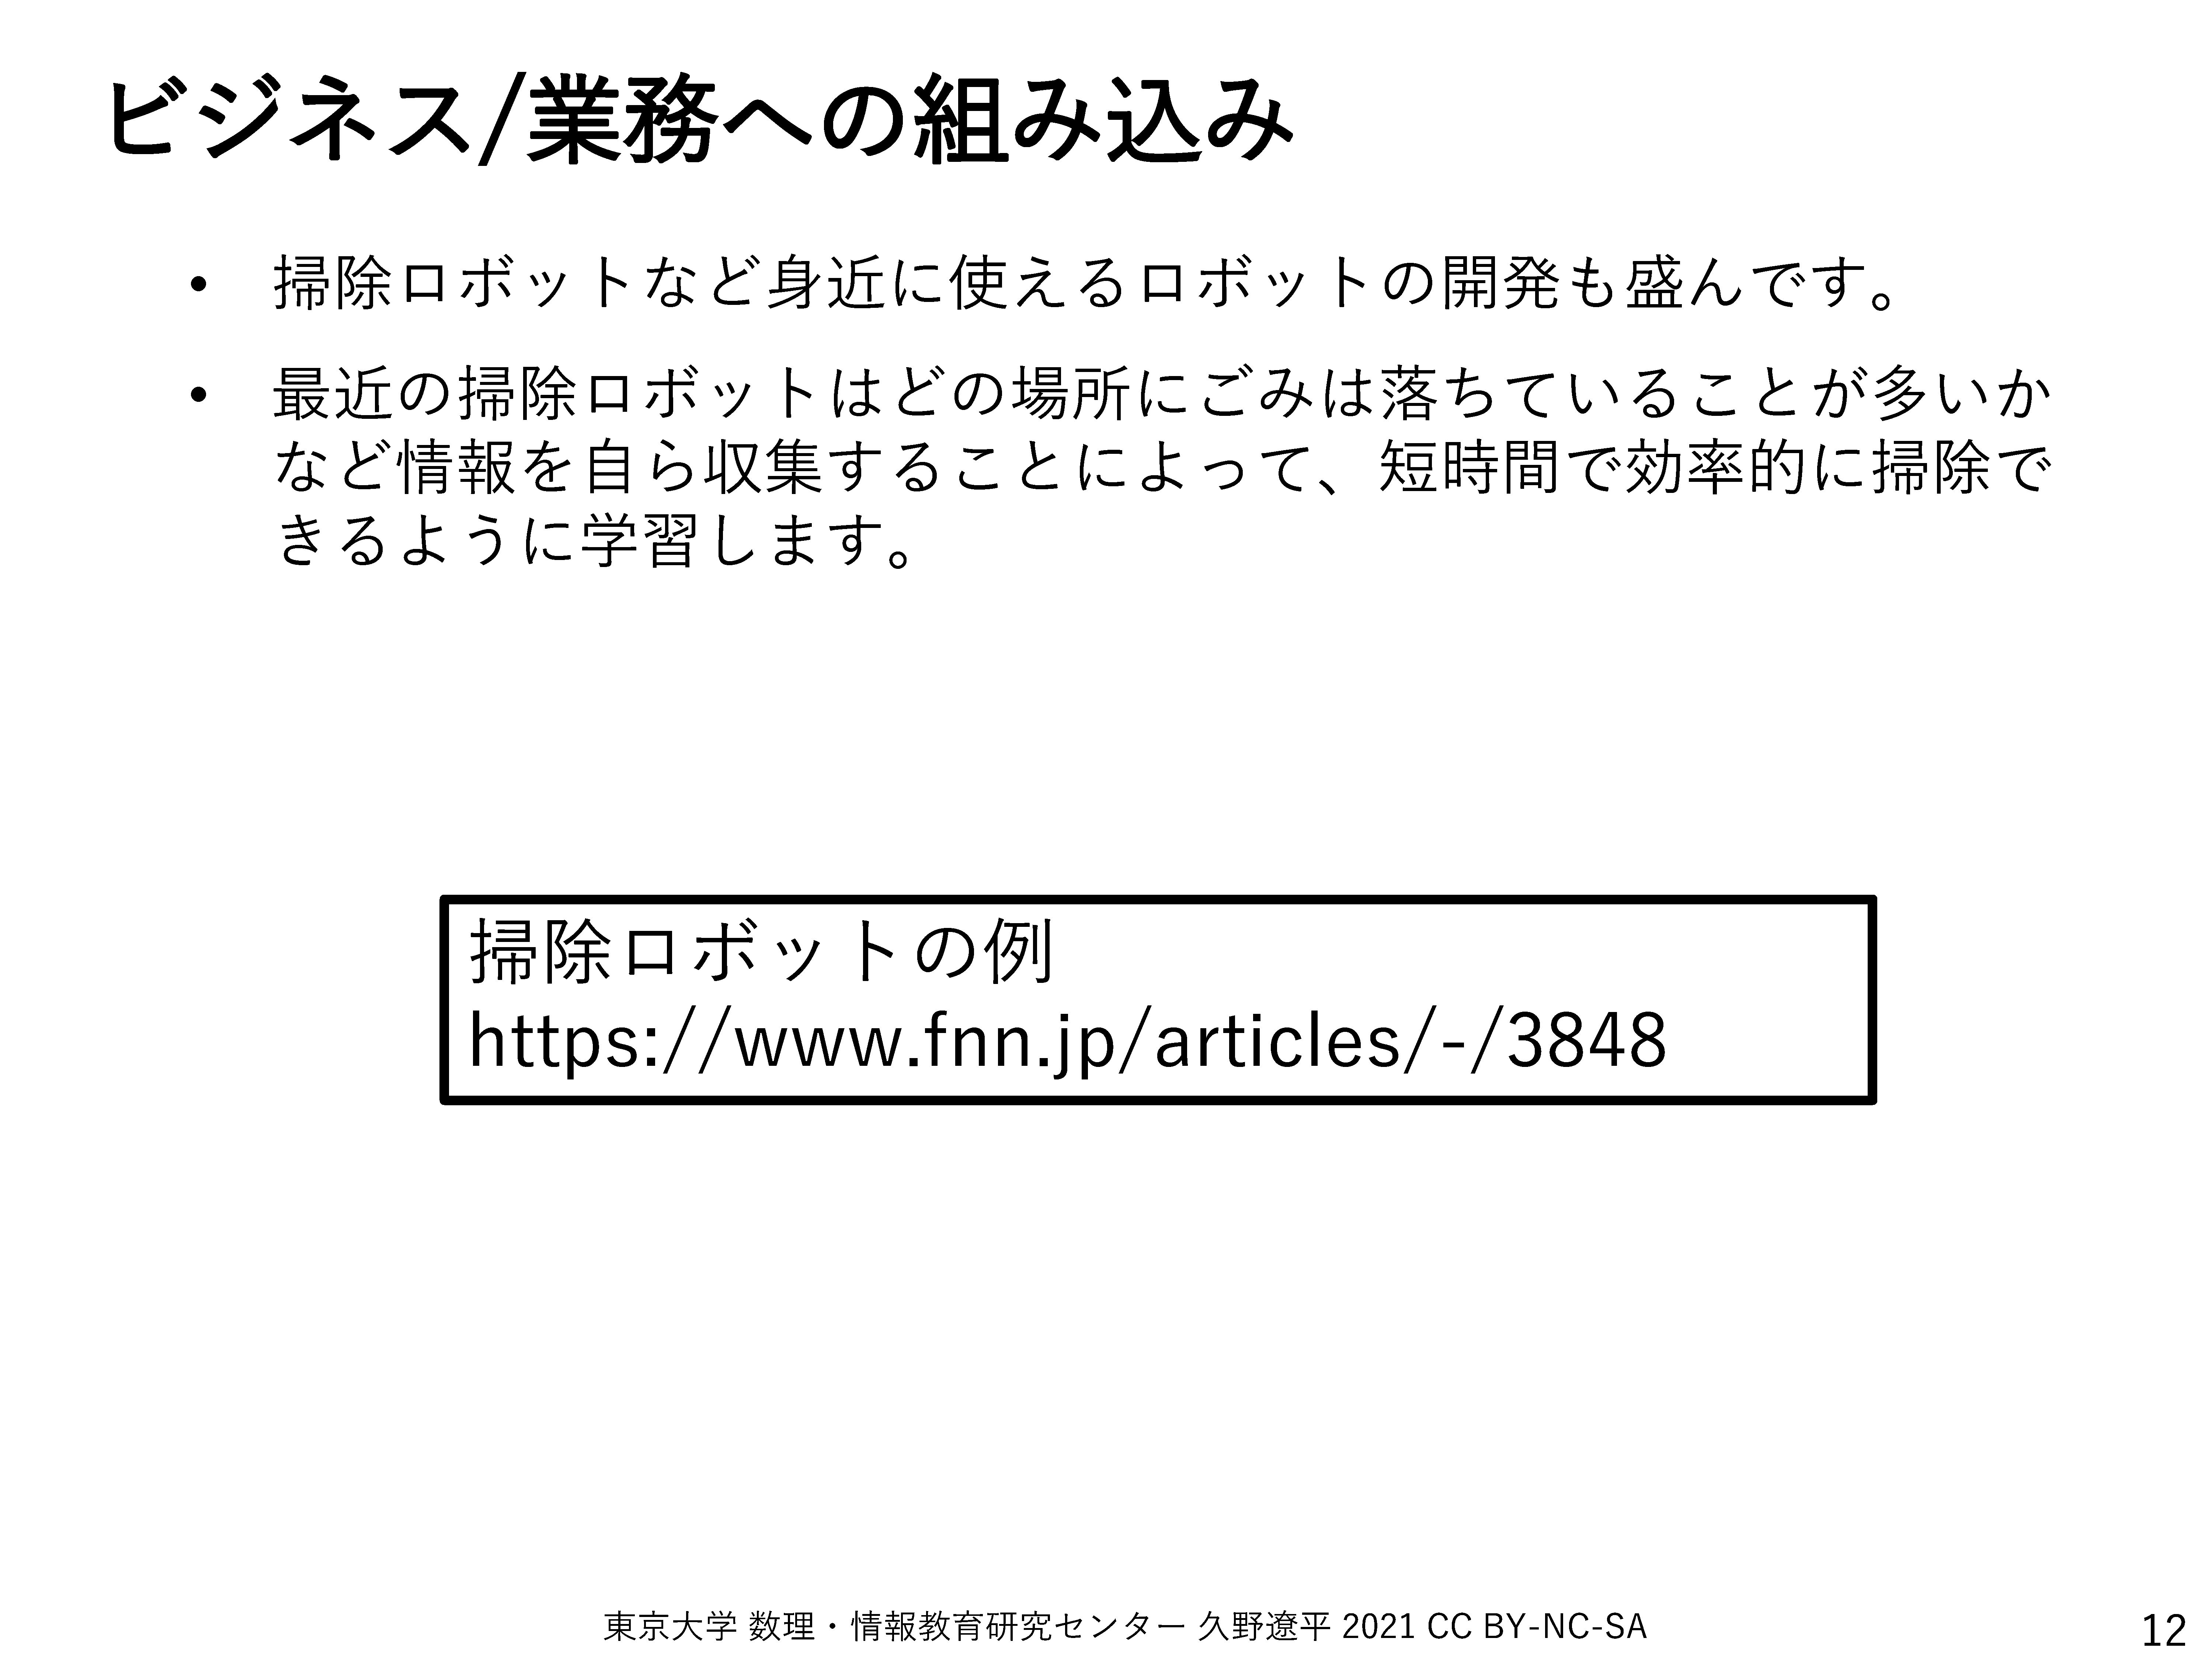 ビジネス/業務への組み込み
• 掃除ロボットなど身近に使えるロボットの開発も盛んです。
• 最近の掃除ロボットはどの場所にごみは落ちていることが多いか
など情報を自ら収集することによって、短時間で効率的に掃除で
きるように学習します。
掃除ロボットの例
https://www.fnn.jp/articles/-/3848
東京大学 数理・情報教育研究センター 久野遼平 2021 CC BY-NC-SA
12